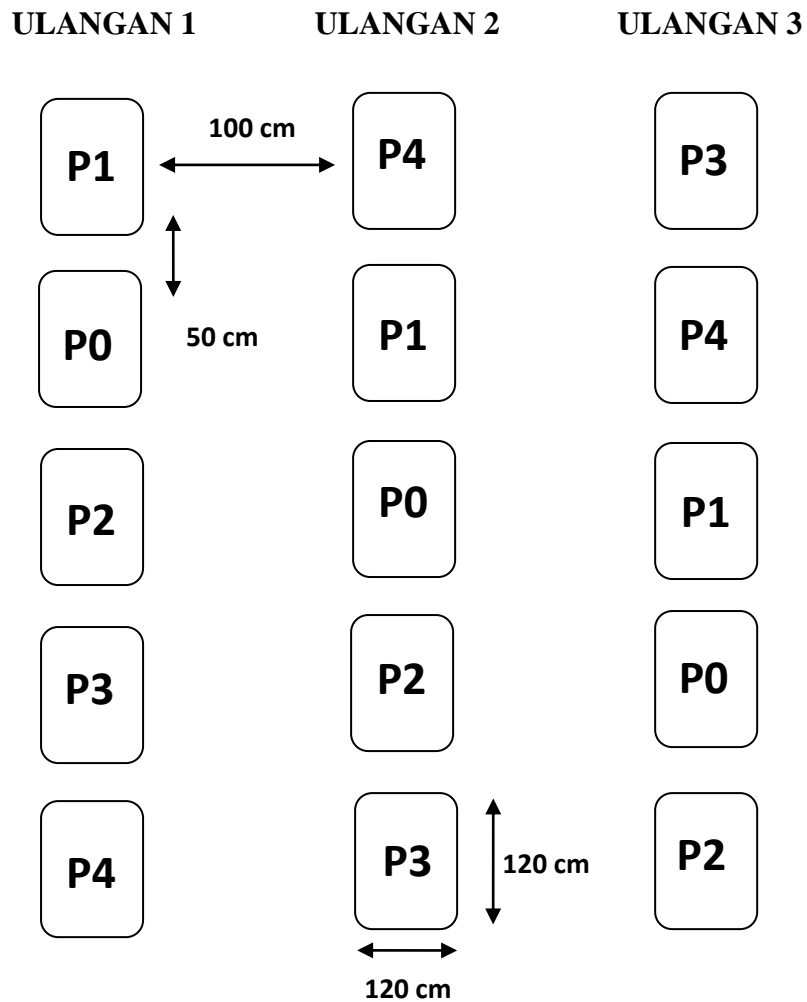 ULANGAN 1 ULANGAN 2 ULANGAN 3
P1 100 cm P4 P3
P0 50 cm P1 P4
P2 P0 P1
P3 P2 P0
P4 P3 120 cm P2
120 cm